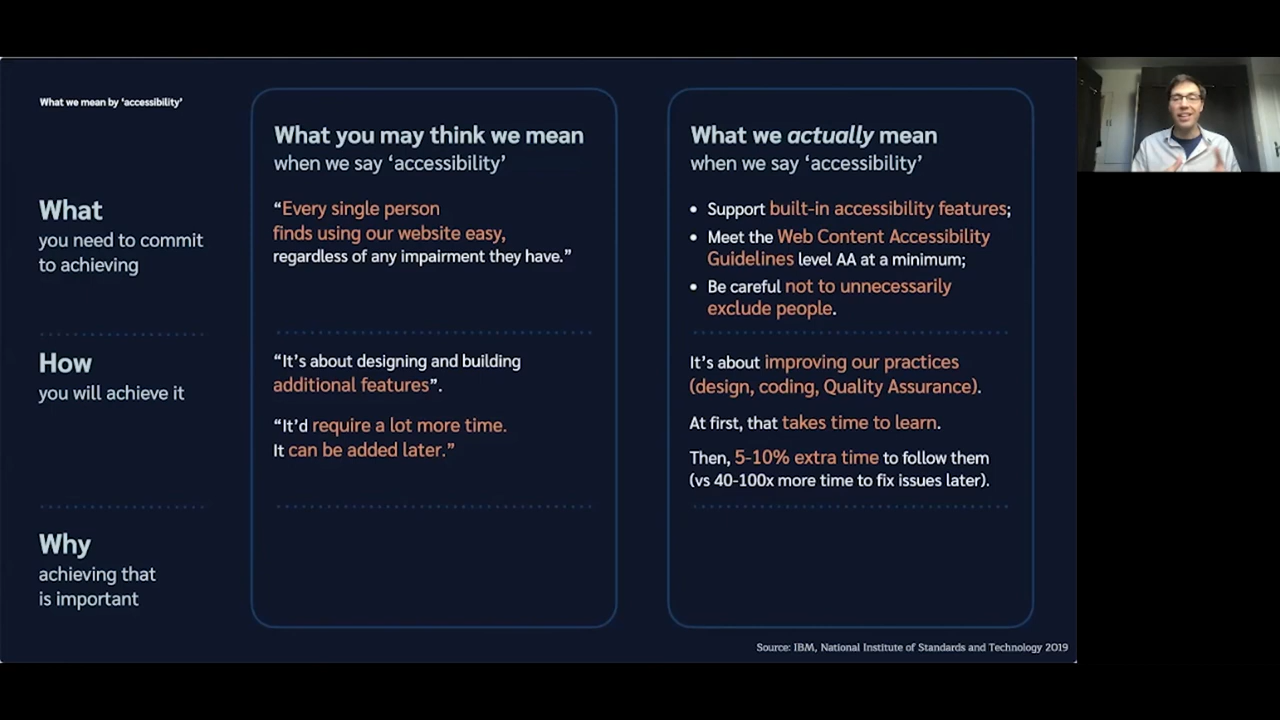 What we mean by ‘accessibility’
What you may think we mean
when we say ‘accessibility’
What we actually mean
when we say ‘accessibility’
What
you need to commit
to achieving
“Every single person
finds using our website easy,
regardless of any impairment they have.”
• Support built-in accessibility features;
• Meet the Web Content Accessibility
Guidelines level AA at a minimum;
• Be careful not to unnecessarily
exclude people.
How
you will achieve it
“It’s about designing and building
additional features”.
“It’d require a lot more time.
It can be added later.”
It’s about improving our practices
(design, coding, Quality Assurance).
At first, that takes time to learn.
Then, 5-10% extra time to follow them
(vs 40-100x more time to fix issues later).
Why
achieving that
is important
Source: IBM, National Institute of Standards and Technology 2019